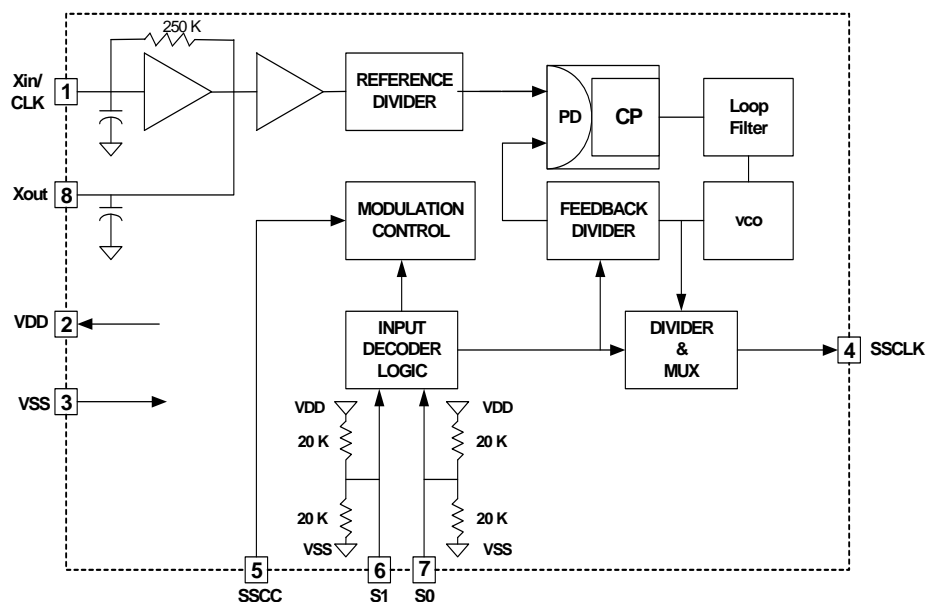 250 K
Xin/
CLK
1
REFERENCE
DIVIDER
PD
CP
Loop
Filter
Xout
8
MODULATION
CONTROL
FEEDBACK
DIVIDER
vco
VDD
2
INPUT
DECODER
LOGIC
DIVIDER
&
MUX
4
SSCLK
VSS
3
VDD
VDD
20 K
20 K
20 K
20 K
VSS
VSS
5
6
7
SSCC
S1
S0